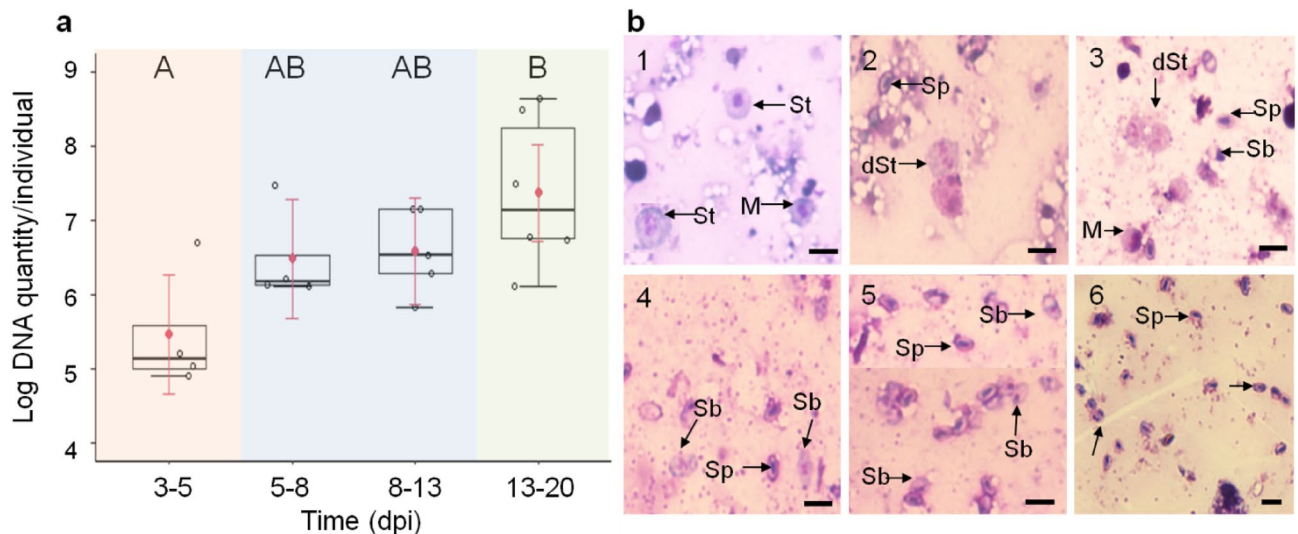 a
Log DNA quantity/individual
9
8
7
6
5
4
A
AB
AB
B
3-5
5-8
8-13
13-20
Time (dpi)
b
1
St
St
M
2
Sp
dSt
3
dSt
Sp
Sb
M
4
Sb
Sb
Sp
5
Sb
Sp
Sb
Sb
6
Sp